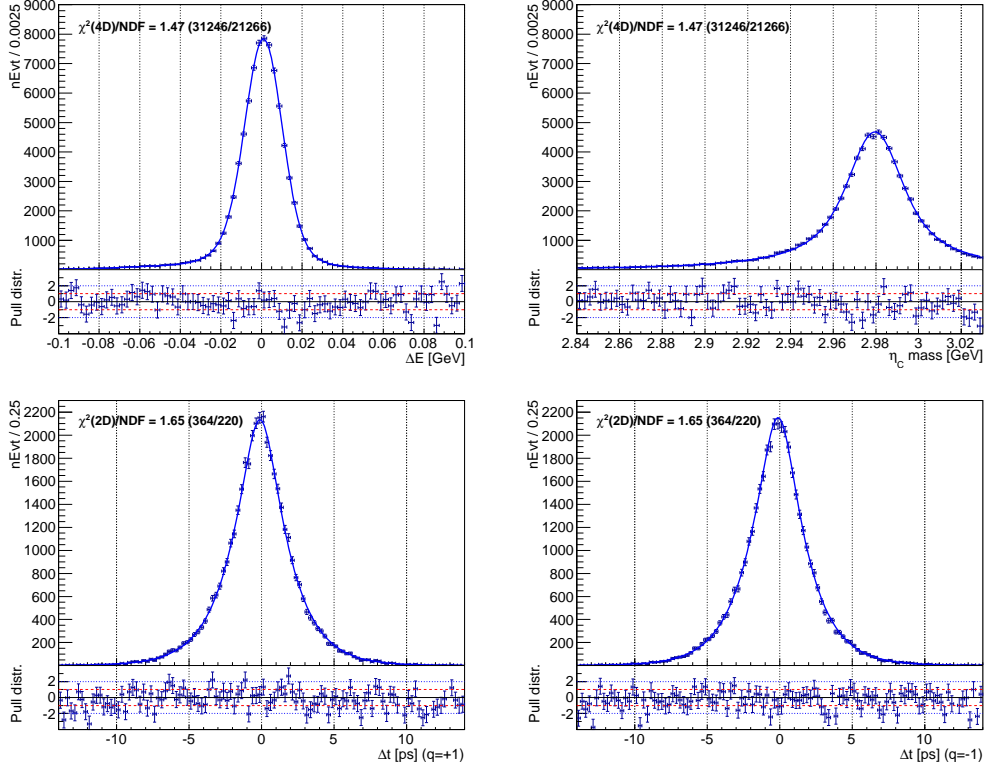 χ²(4D)/NDF = 1.47 (31246/21266)
nEvt / 0.0025
9000
8000
7000
6000
5000
4000
3000
2000
1000
Pull distr.
2
0
-2
-0.1 -0.08 -0.06 -0.04 -0.02 0 0.02 0.04 0.06 0.08 0.1
ΔE [GeV]
χ²(4D)/NDF = 1.47 (31246/21266)
nEvt / 0.0025
9000
8000
7000
6000
5000
4000
3000
2000
1000
Pull distr.
2
0
-2
2.84 2.86 2.88 2.9 2.92 2.94 2.96 2.98 3 3.02
η_C mass [GeV]
χ²(2D)/NDF = 1.65 (364/220)
nEvt / 0.25
2200
2000
1800
1600
1400
1200
1000
800
600
400
200
Pull distr.
2
0
-2
-10 -5 0 5 10
Δt [ps] (q=+1)
χ²(2D)/NDF = 1.65 (364/220)
nEvt / 0.25
2200
2000
1800
1600
1400
1200
1000
800
600
400
200
Pull distr.
2
0
-2
-10 -5 0 5 10
Δt [ps] (q=-1)